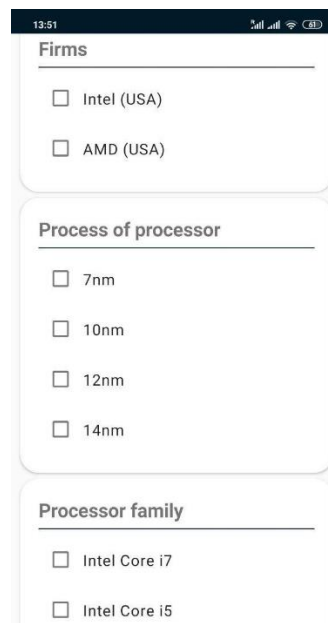 13:51
61
Firms
Intel (USA)
AMD (USA)
Process of processor
7nm
10nm
12nm
14nm
Processor family
Intel Core i7
Intel Core i5